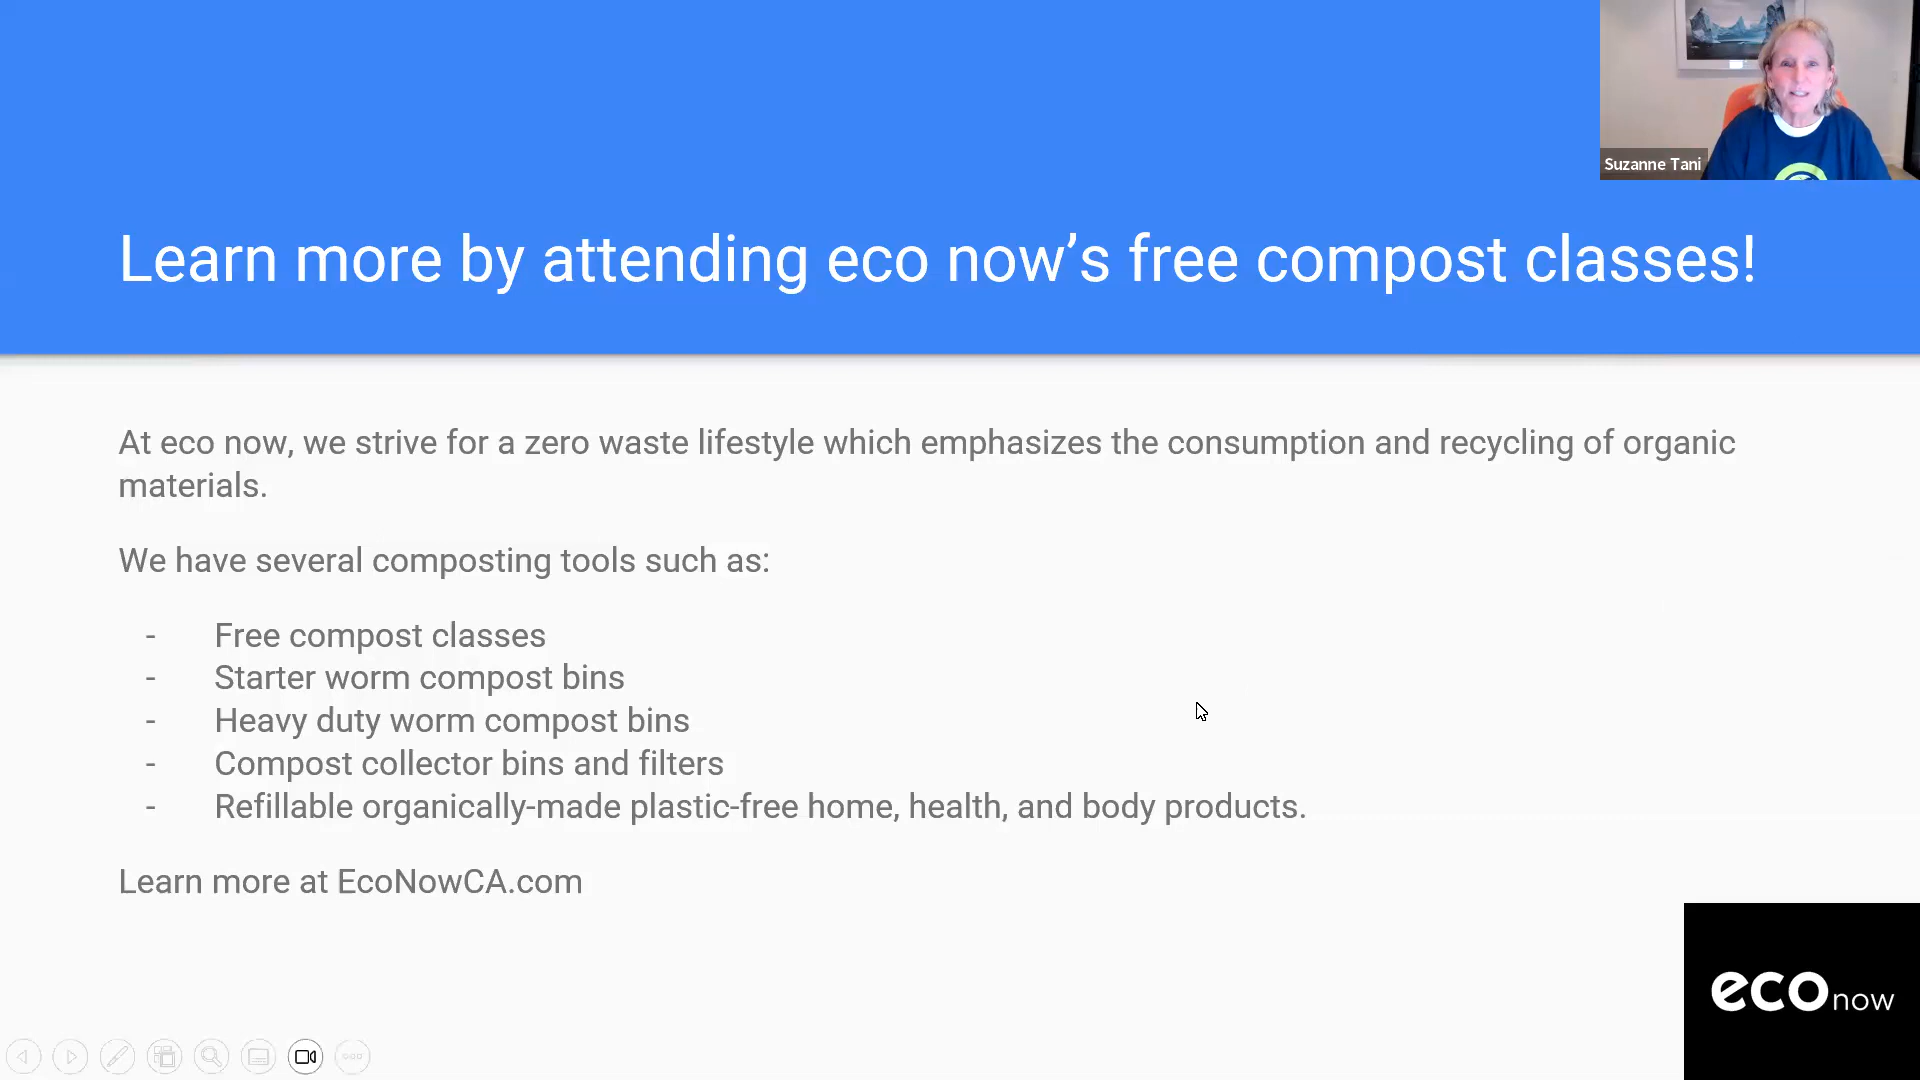 Suzanne Tani
Learn more by attending eco now’s free compost classes!
At eco now, we strive for a zero waste lifestyle which emphasizes the consumption and recycling of organic
materials.
We have several composting tools such as:
- Free compost classes
- Starter worm compost bins
- Heavy duty worm compost bins
- Compost collector bins and filters
- Refillable organically-made plastic-free home, health, and body products.
Learn more at EcoNowCA.com
eco now